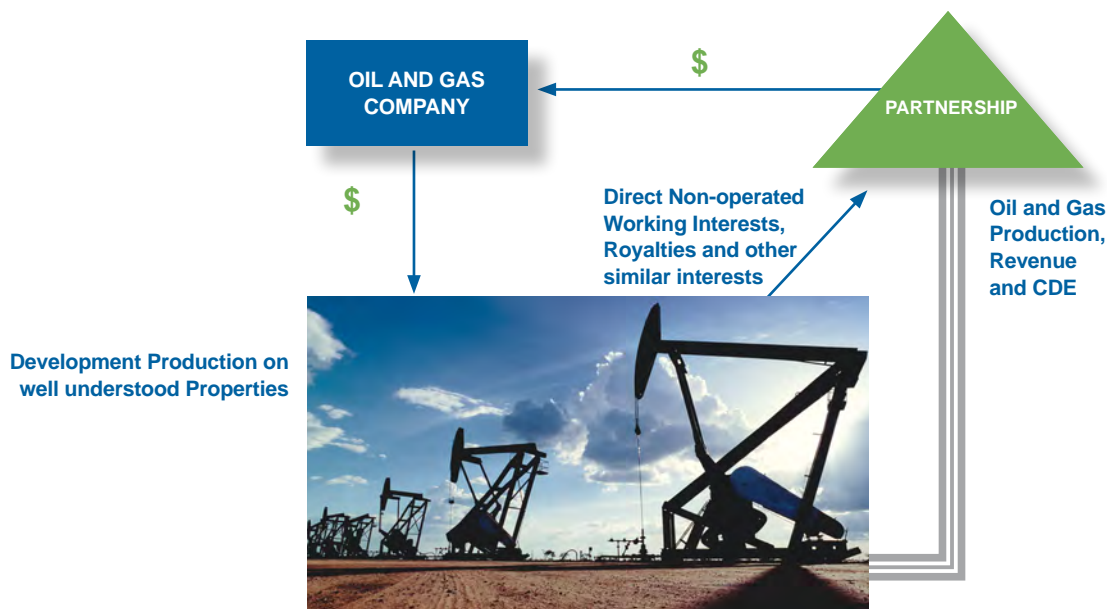 OIL AND GAS
COMPANY
$
PARTNERSHIP
$
Direct Non-operated
Working Interests,
Royalties and other
similar interests
Oil and Gas
Production,
Revenue
and CDE
Development Production on
well understood Properties